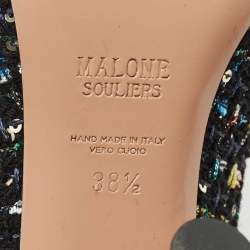 MALONE
SOULIERS
HAND MADE IN ITALY
VERO CUOIO
38½